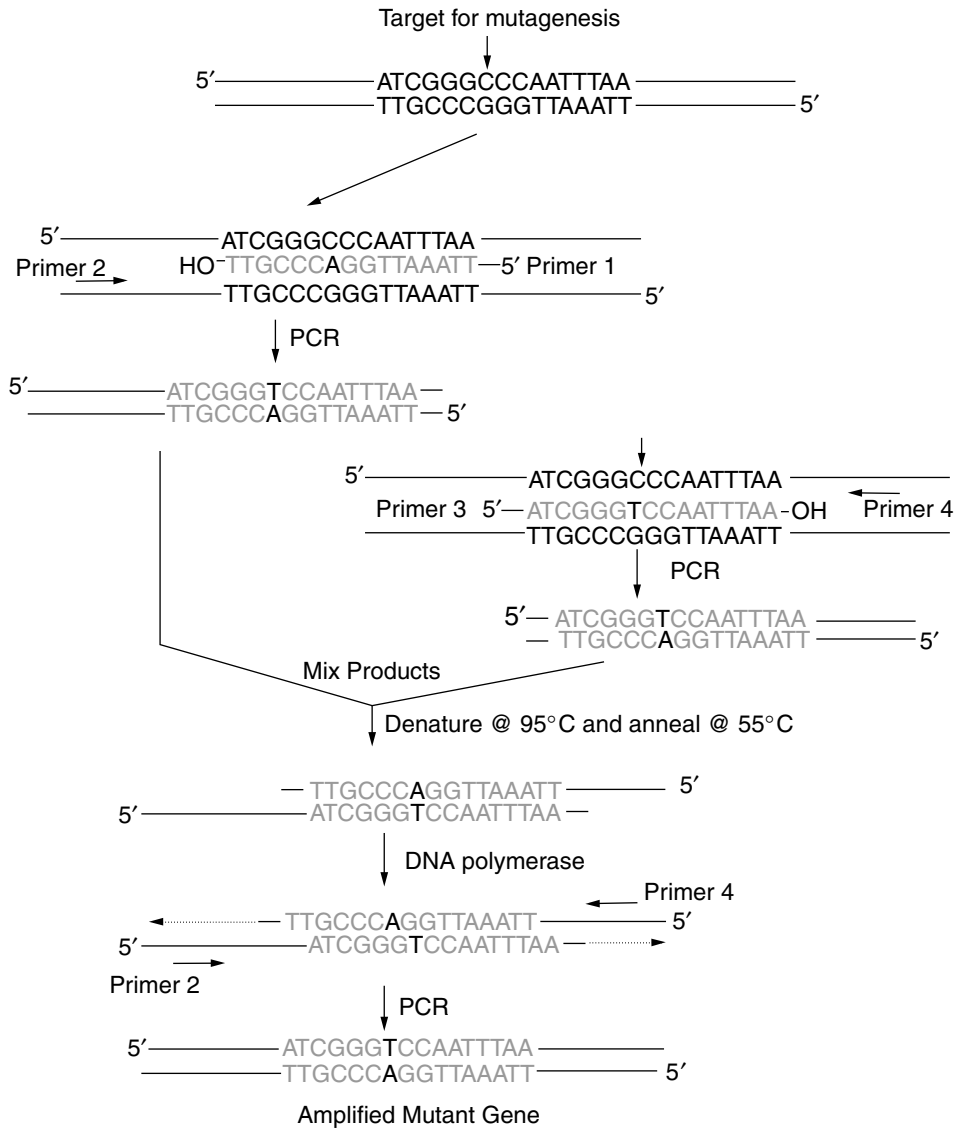 Target for mutagenesis
5′ ATCGGGCCCAATTTAA
TTGCCCGGGTTAAATT 5′
5′ ATCGGGCCCAATTTAA
Primer 2 HO TTGCCCAGGTTAAATT 5′ Primer 1
TTGCCCGGGTTAAATT 5′
PCR
5′ ATCGGGTCCAATTTAA
TTGCCCAGGTTAAATT 5′
5′ ATCGGGCCCAATTTAA
Primer 3 5′ ATCGGGTCCAATTTAA OH Primer 4
TTGCCCGGGTTAAATT
PCR
5′ ATCGGGTCCAATTTAA
TTGCCCAGGTTAAATT 5′
Mix Products
Denature @ 95°C and anneal @ 55°C
TTGCCCAGGTTAAATT 5′
5′ ATCGGGTCCAATTTAA
DNA polymerase
Primer 4
TTGCCCAGGTTAAATT 5′
5′ ATCGGGTCCAATTTAA
Primer 2
PCR
5′ ATCGGGTCCAATTTAA
TTGCCCAGGTTAAATT 5′
Amplified Mutant Gene